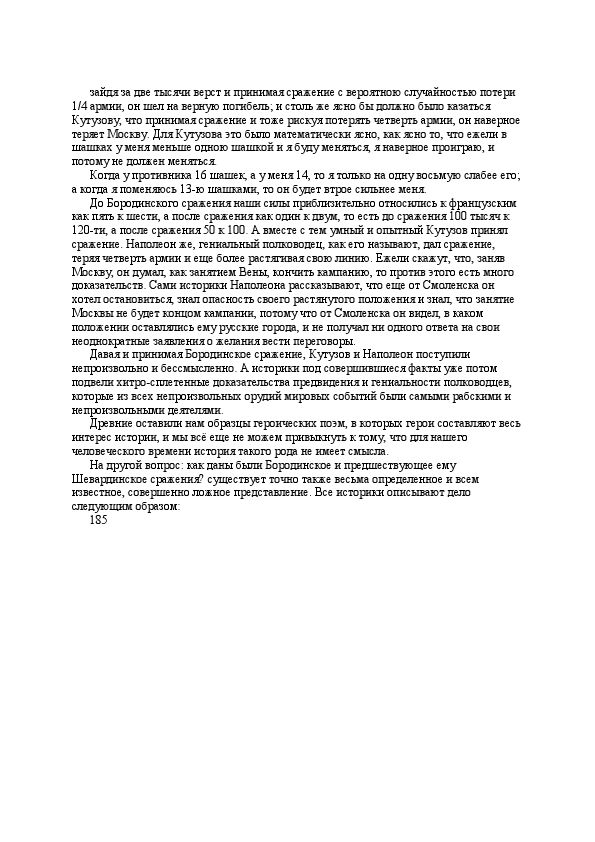 зайдя за две тысячи верст и принимая сражение с вероятною случайностью потери
1/4 армии, он шел на верную погибель; и столь же ясно бы должно было казаться
Кутузову, что принимая сражение и тоже рискуя потерять четверть армии, он наверное
теряет Москву. Для Кутузова это было математически ясно, как ясно то, что ежели в
шашках у меня меньше одною шашкой и я буду меняться, я наверное проиграю, и
потому не должен меняться.
Когда у противника 16 шашек, а у меня 14, то я только на одну восьмую слабее его;
а когда я поменяюсь 13-ю шашками, то он будет втрое сильнее меня.
До Бородинского сражения наши силы приблизительно относились к французским
как пять к шести, а после сражения как один к двум, то есть до сражения 100 тысяч к
120-ти, а после сражения 50 к 100. А вместе с тем умный и опытный Кутузов принял
сражение. Наполеон же, гениальный полководец, как его называют, дал сражение,
теряя четверть армии и еще более растягивая свою линию. Ежели скажут, что, заняв
Москву, он думал, как занятием Вены, кончить кампанию, то против этого есть много
доказательств. Сами историки Наполеона рассказывают, что еще от Смоленска он
хотел остановиться, знал опасность своего растянутого положения и знал, что занятие
Москвы не будет концом кампании, потому что от Смоленска он видел, в каком
положении оставлялись ему русские города, и не получал ни одного ответа на свои
неоднократные заявления о желания вести переговоры.
Давая и принимая Бородинское сражение, Кутузов и Наполеон поступили
непроизвольно и бессмысленно. А историки под совершившиеся факты уже потом
подвели хитро-сплетенные доказательства предвидения и гениальности полководцев,
которые из всех непроизвольных орудий мировых событий были самыми рабскими и
непроизвольными деятелями.
Древние оставили нам образцы героических поэм, в которых герои составляют весь
интерес истории, и мы всё еще не можем привыкнуть к тому, что для нашего
человеческого времени история такого рода не имеет смысла.
На другой вопрос: как даны были Бородинское и предшествующее ему
Шевардинское сражения? существует точно также весьма определенное и всем
известное, совершенно ложное представление. Все историки описывают дело
следующим образом:
185